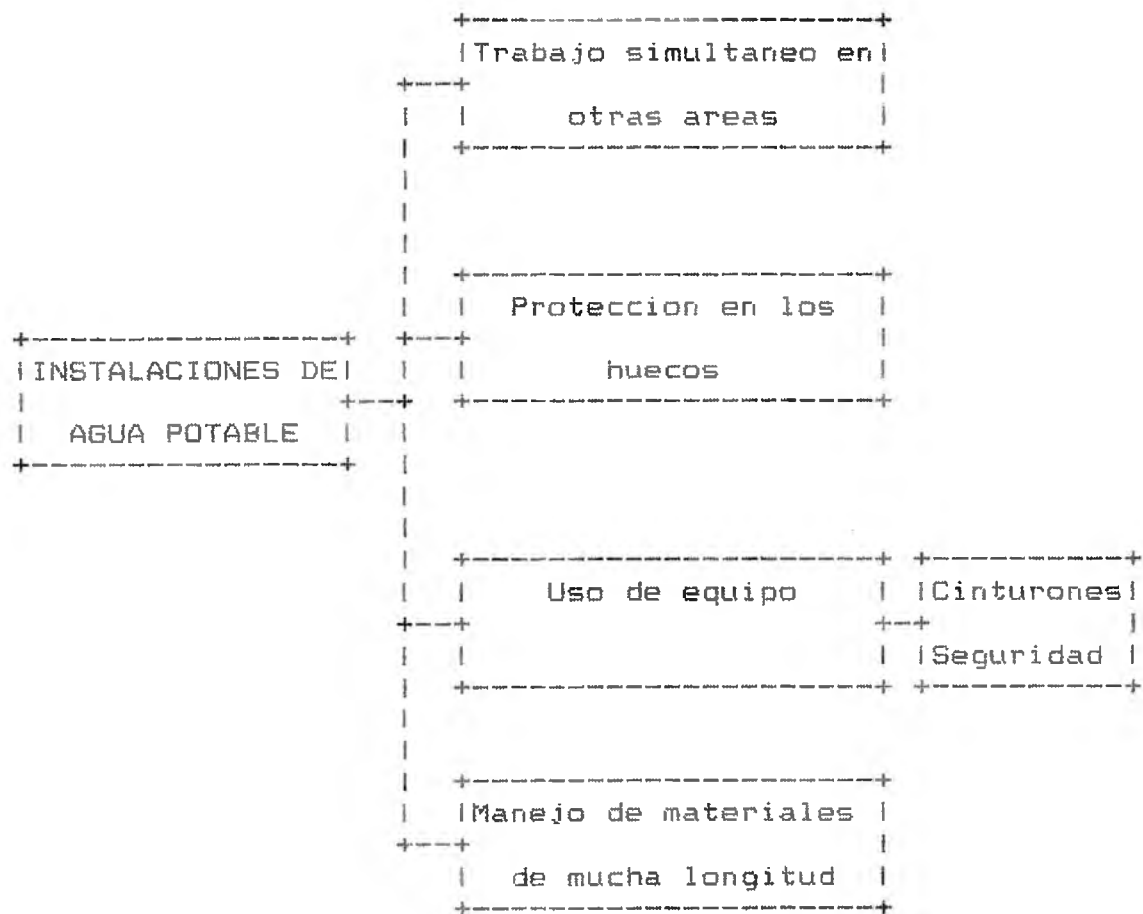 Trabajo simultaneo en
otras areas
Proteccion en los
huecos
INSTALACIONES DE
AGUA POTABLE
Uso de equipo
Cinturones
Seguridad
Manejo de materiales
de mucha longitud